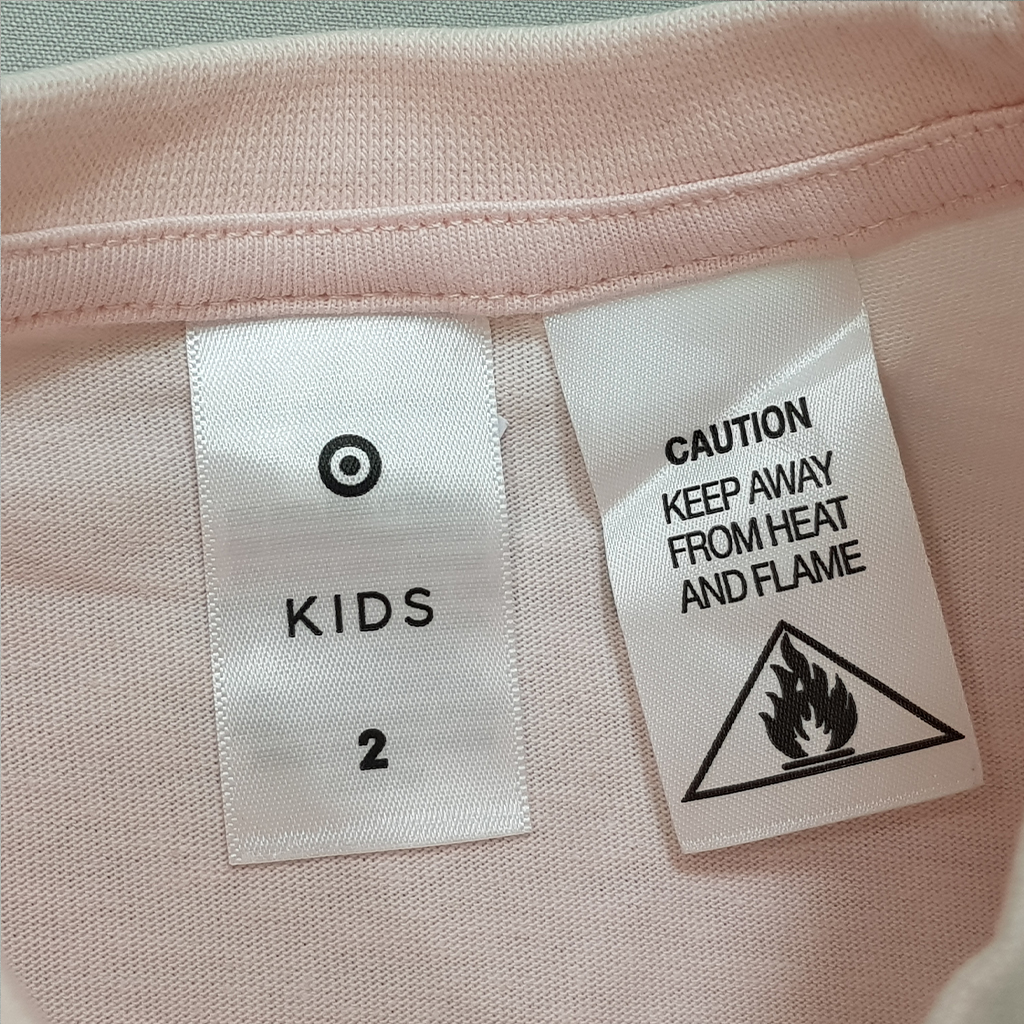 KIDS
2
CAUTION
KEEP AWAY
FROM HEAT
AND FLAME